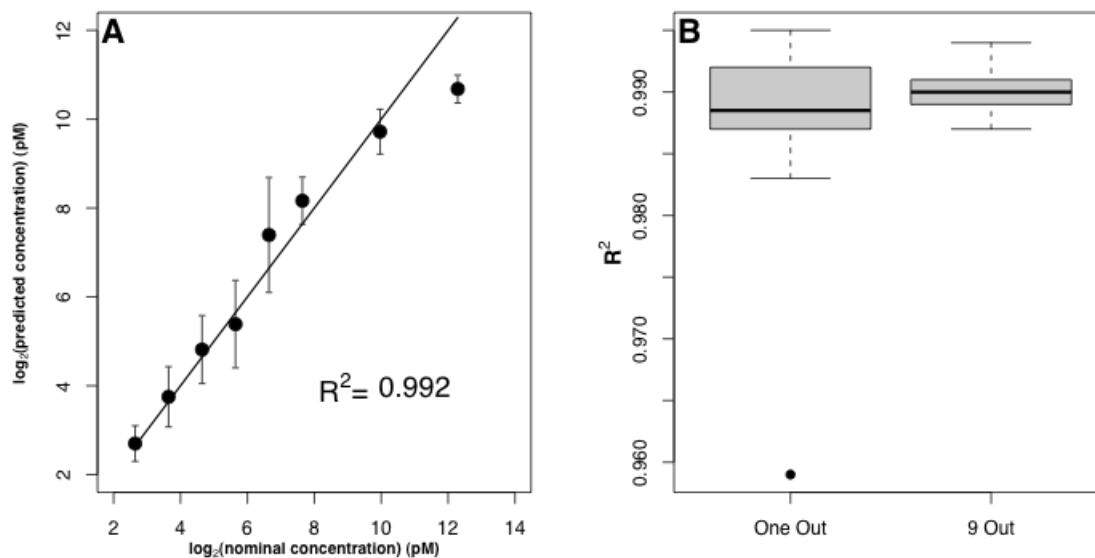 A
12
10
8
6
4
2
log₂(predicted concentration) (pM)
R²= 0.992
2 4 6 8 10 12 14
log₂(nominal concentration) (pM)
B
0.990
0.980
0.970
0.960
R²
One Out 9 Out